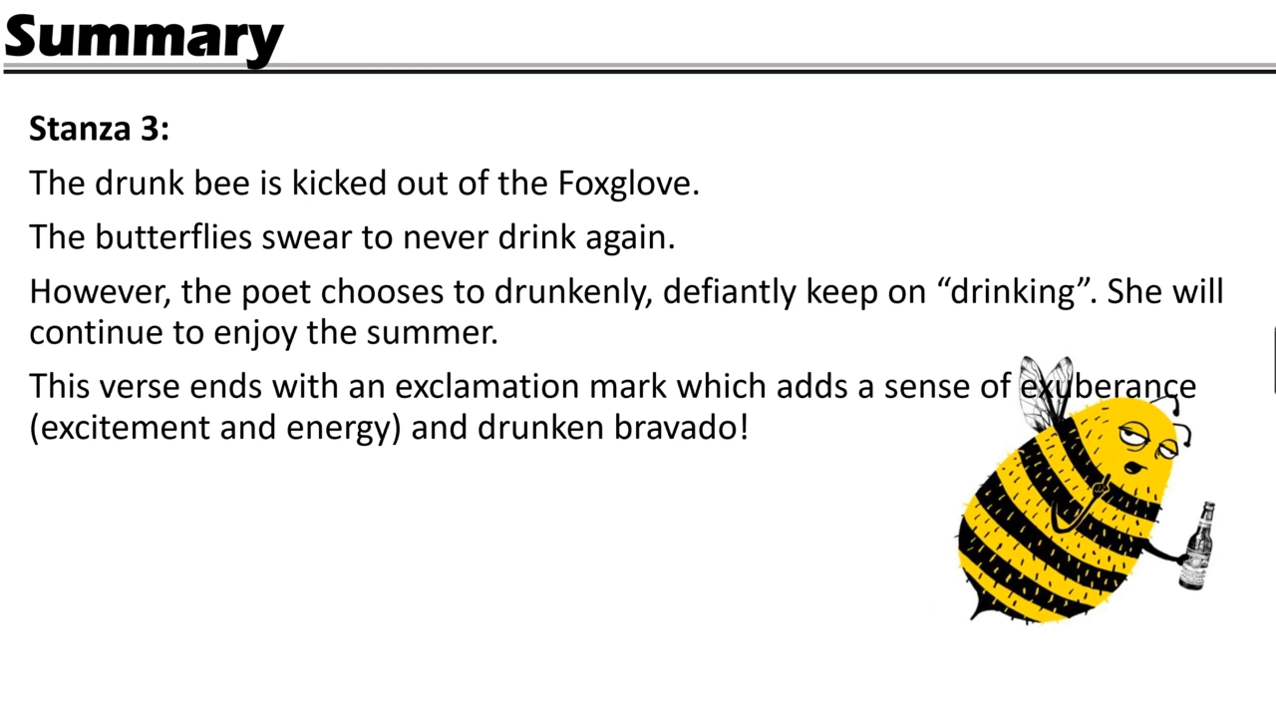 Summary
Stanza 3:
The drunk bee is kicked out of the Foxglove.
The butterflies swear to never drink again.
However, the poet chooses to drunkenly, defiantly keep on “drinking”. She will
continue to enjoy the summer.
This verse ends with an exclamation mark which adds a sense of exuberance
(excitement and energy) and drunken bravado!